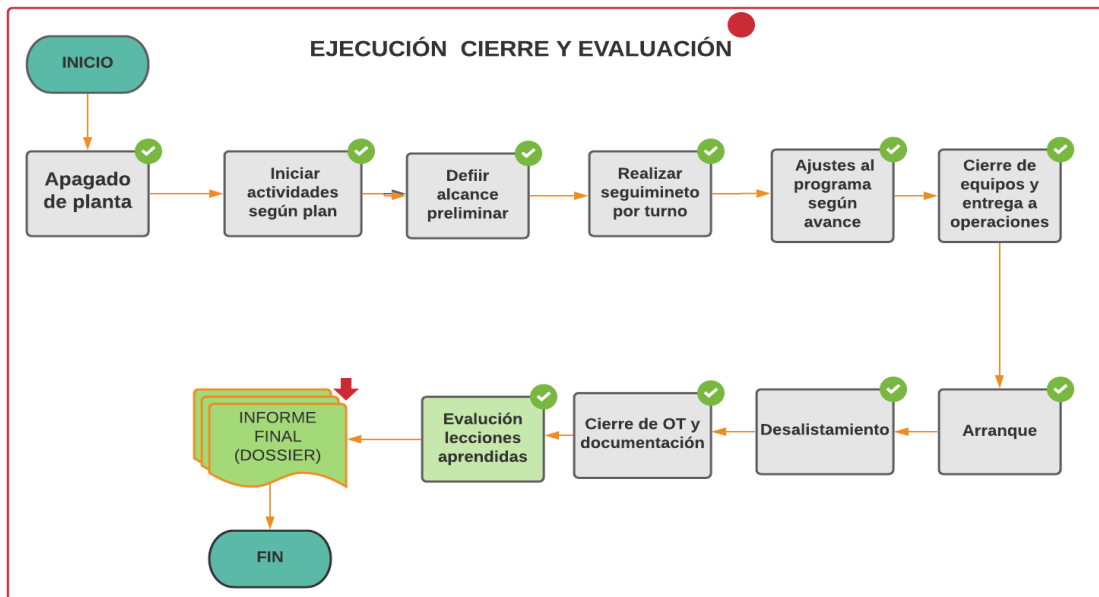 EJECUCIÓN  CIERRE Y EVALUACIÓN
INICIO
Apagado
de planta
Iniciar
actividades
según plan
Defiir
alcance
preliminar
Realizar
seguimineto
por turno
Ajustes al
programa
según
avance
Cierre de
equipos y
entrega a
operaciones
Arranque
Desalistamiento
Cierre de OT y
documentación
Evalución
lecciones
aprendidas
INFORME
FINAL
(DOSSIER)
FIN